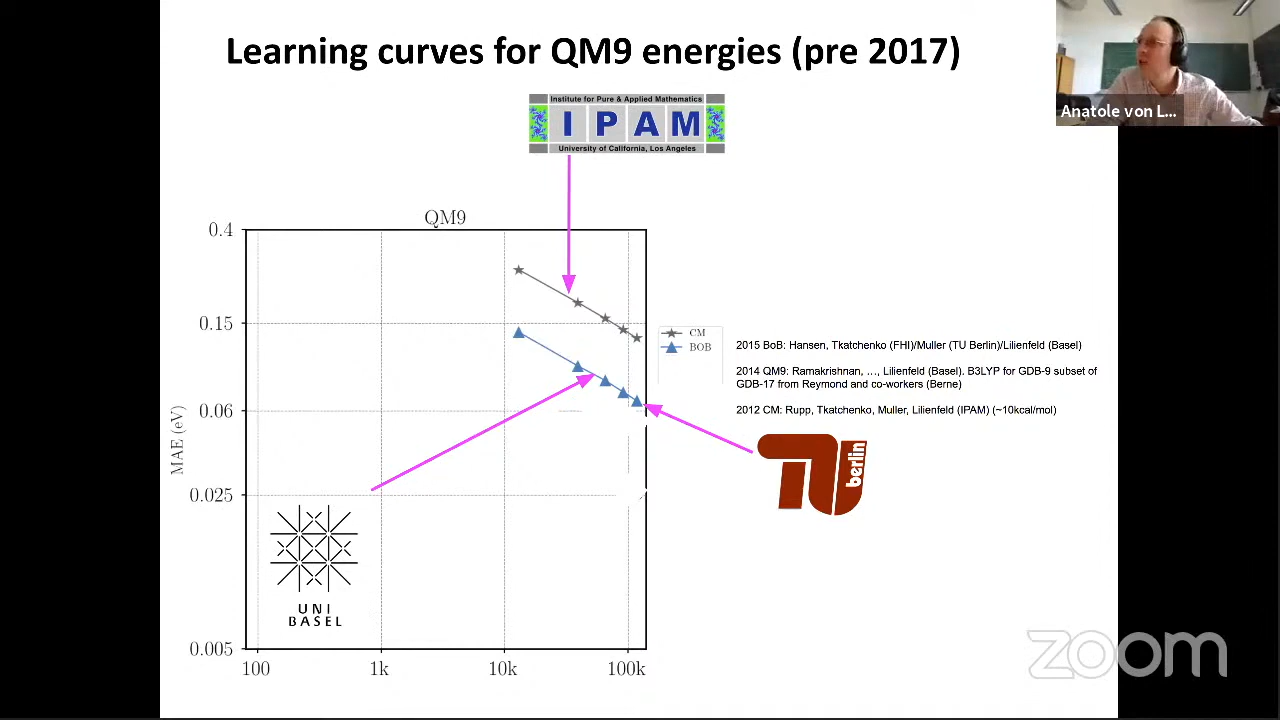 Learning curves for QM9 energies (pre 2017)
Institute for Pure & Applied Mathematics
IPAM
University of California, Los Angeles
Anatole von L...
QM9
0.4
0.15
0.06
0.025
0.005
MAE (eV)
100
1k
10k
100k
CM
BOB
2015 BoB: Hansen, Tkatchenko (FHI)/Muller (TU Berlin)/Lilienfeld (Basel)
2014 QM9: Ramakrishnan, ..., Lilienfeld (Basel). B3LYP for GDB-9 subset of
GDB-17 from Reymond and co-workers (Berne)
2012 CM: Rupp, Tkatchenko, Muller, Lilienfeld (IPAM) (~10kcal/mol)
TU
berlin
UNI
BASEL
zoom